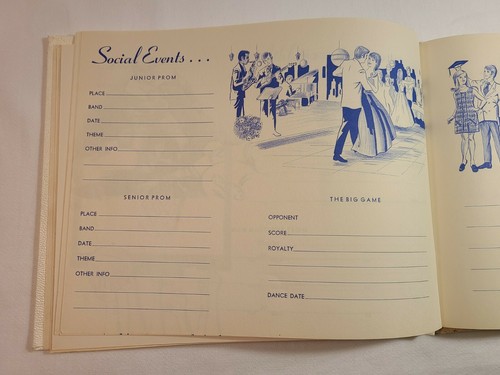 Social Events...
JUNIOR PROM
PLACE
BAND
DATE
THEME
OTHER INFO
SENIOR PROM
PLACE
BAND
DATE
THEME
OTHER INFO
THE BIG GAME
OPPONENT
SCORE
ROYALTY
DANCE DATE